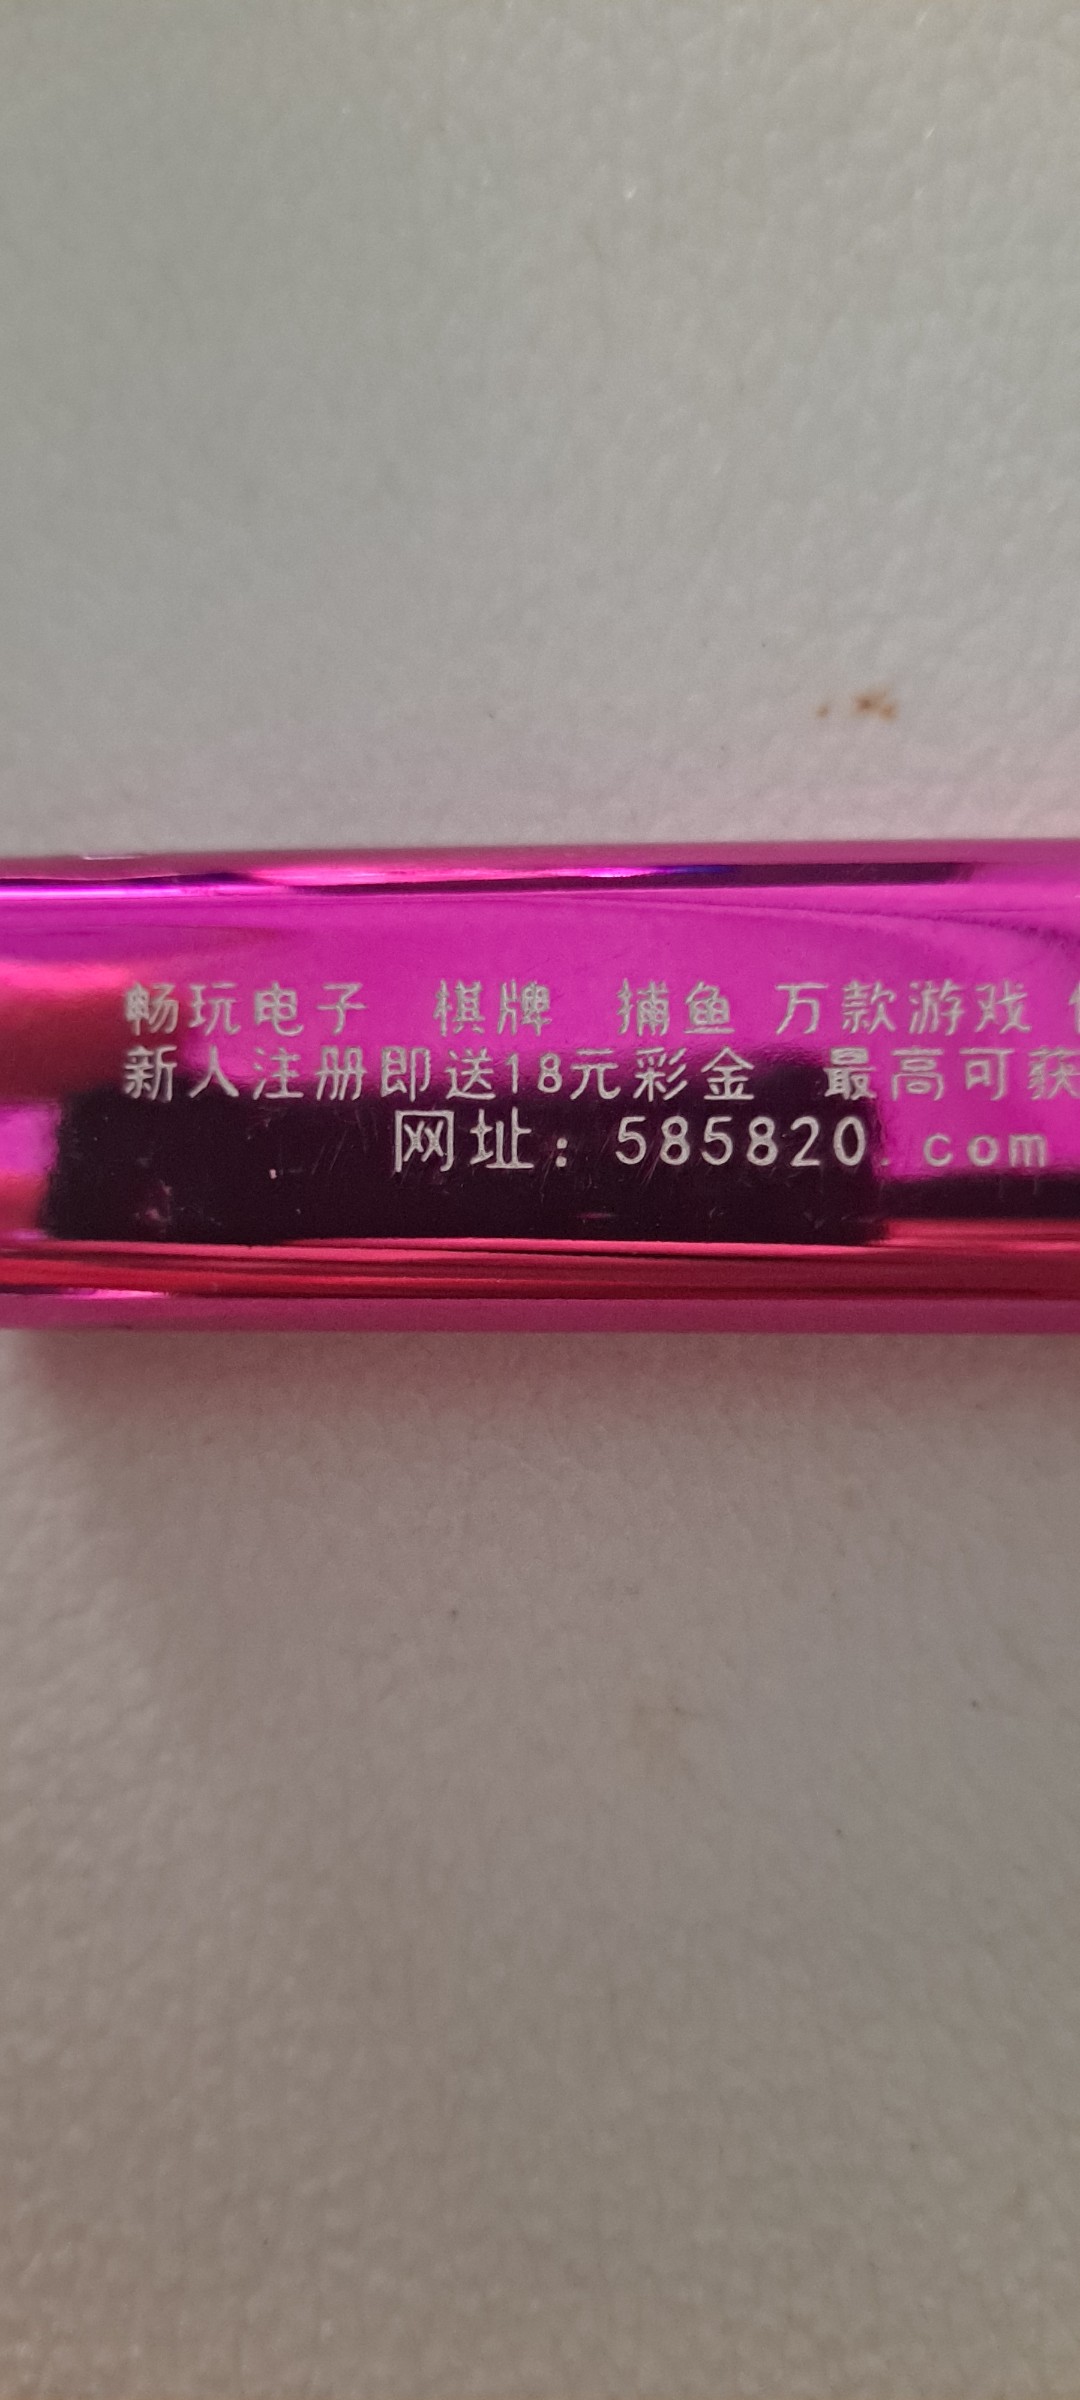 畅玩电子 棋牌 捕鱼 万款游戏
新人注册即送18元彩金 最高可获
网址：585820.com